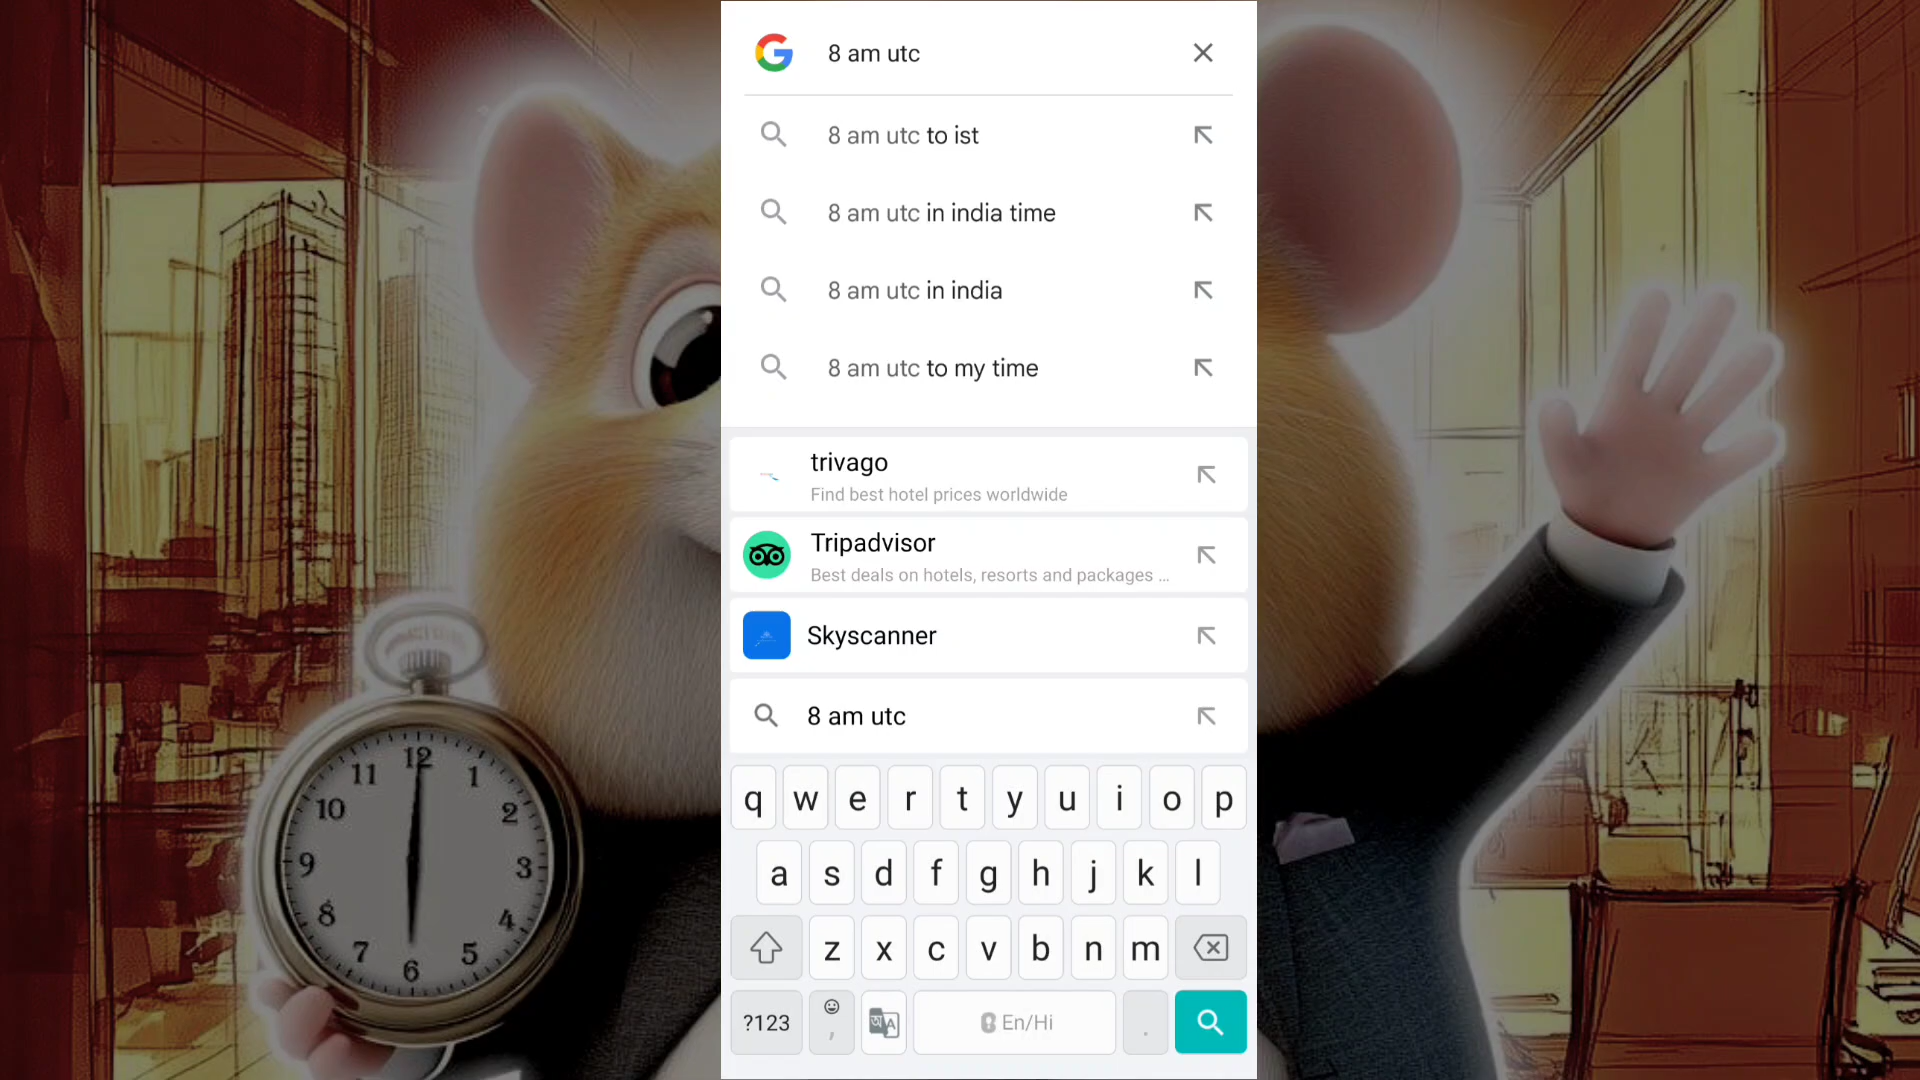 8 am utc
8 am utc to ist
8 am utc in india time
8 am utc in india
8 am utc to my time
trivago
Find best hotel prices worldwide
Tripadvisor
Best deals on hotels, resorts and packages ...
Skyscanner
8 am utc
q w e r t y u i o p
a s d f g h j k l
z x c v b n m
?123 , En/Hi .
12
11 1
10 2
9 3
8 4
7 5
6